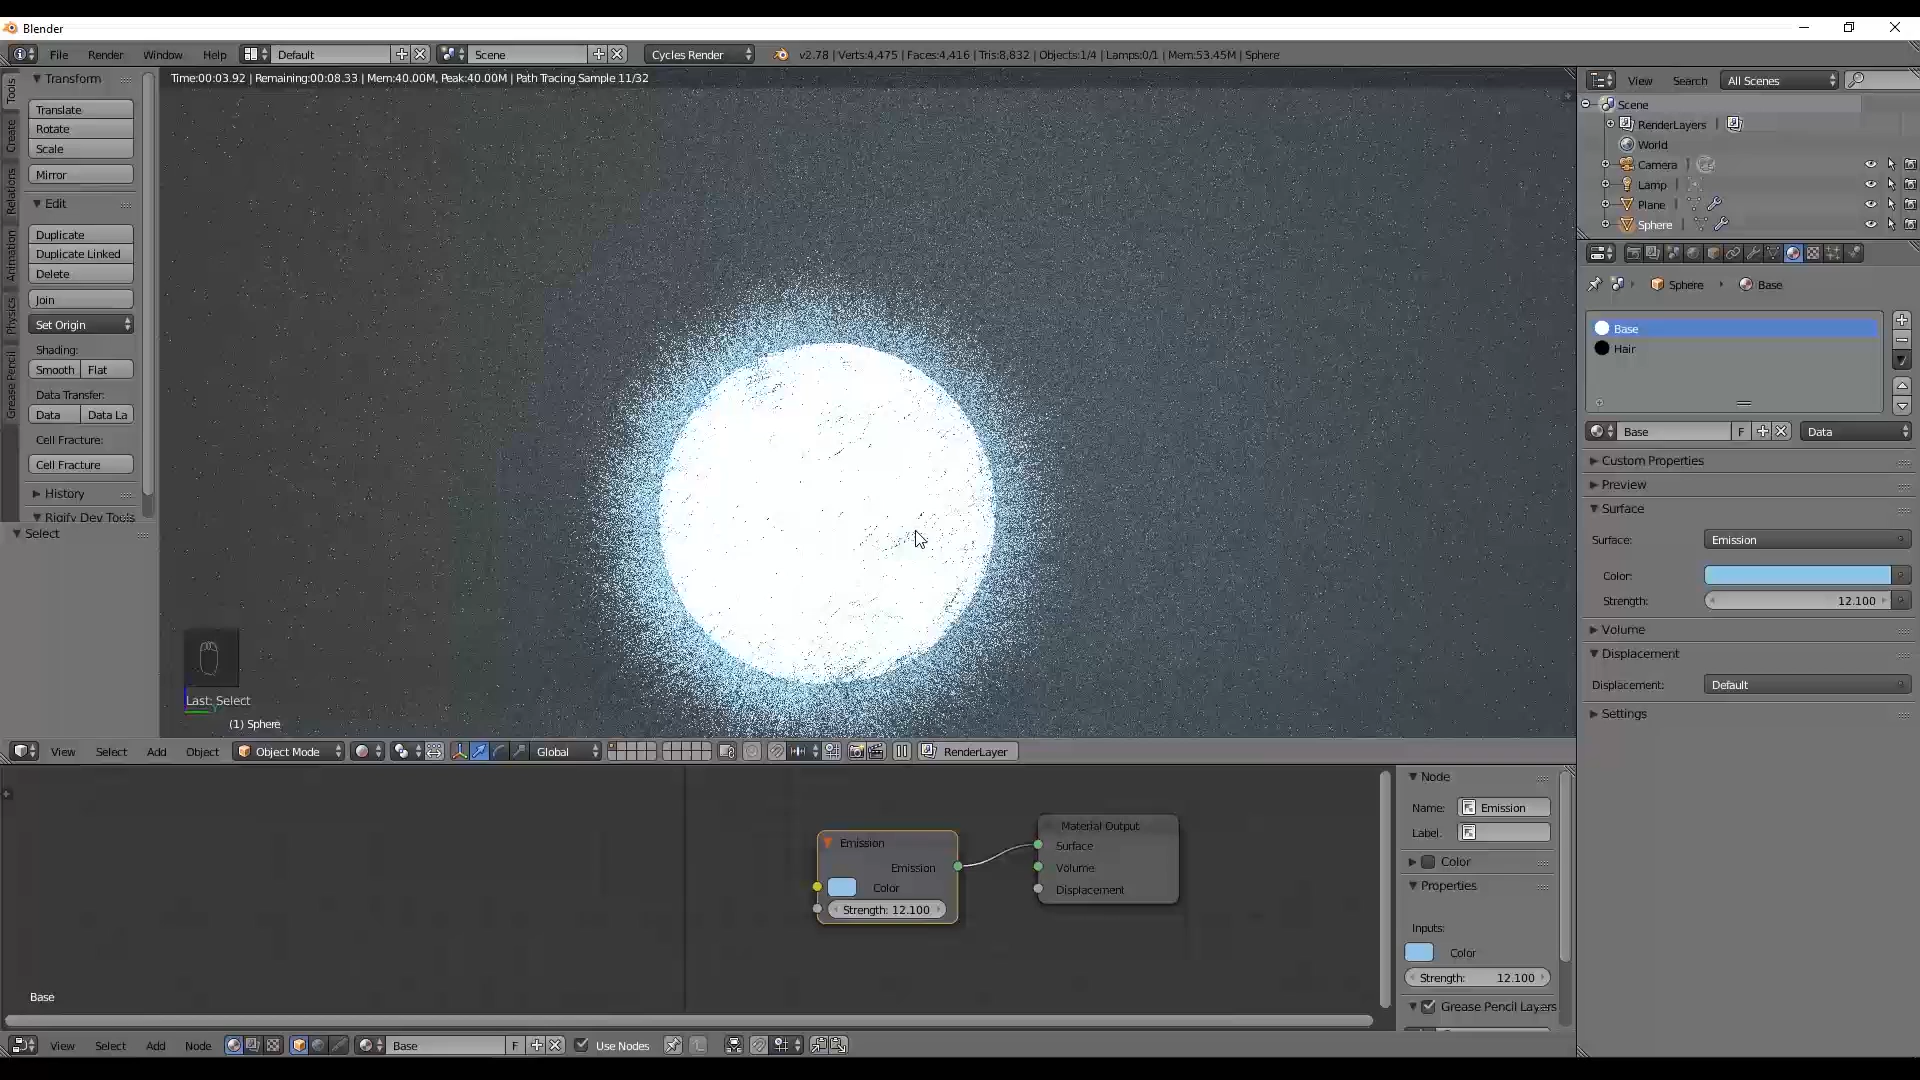 Blender
File Render Window Help Default Scene Cycles Render v2.78 | Verts:4,475 | Faces:4,416 | Tris:8,832 | Objects:1/4 | Lamps:0/1 | Mem:53.45M | Sphere
Time:00:03.92 | Remaining:00:08.33 | Mem:40.00M, Peak:40.00M | Path Tracing Sample 11/32
Tools
Create
Relations
Animation
Physics
Grease Pencil
Transform
Translate
Rotate
Scale
Mirror
Edit
Duplicate
Duplicate Linked
Delete
Join
Set Origin
Shading:
Smooth Flat
Data Transfer:
Data Data La
Cell Fracture:
Cell Fracture
History
Rigify Dev Tools
Select
Last: Select
(1) Sphere
View Select Add Object Object Mode Global RenderLayer
View Search All Scenes
Scene
RenderLayers
World
Camera
Lamp
Plane
Sphere
Sphere Base
Base
Hair
Base F Data
Custom Properties
Preview
Surface
Surface: Emission
Color:
Strength: 12.100
Volume
Displacement
Displacement: Default
Settings
Emission
Emission
Color
Strength: 12.100
Material Output
Surface
Volume
Displacement
Base
Node
Name: Emission
Label:
Color
Properties
Inputs:
Color
Strength: 12.100
Grease Pencil Layers
View Select Add Node Base F Use Nodes